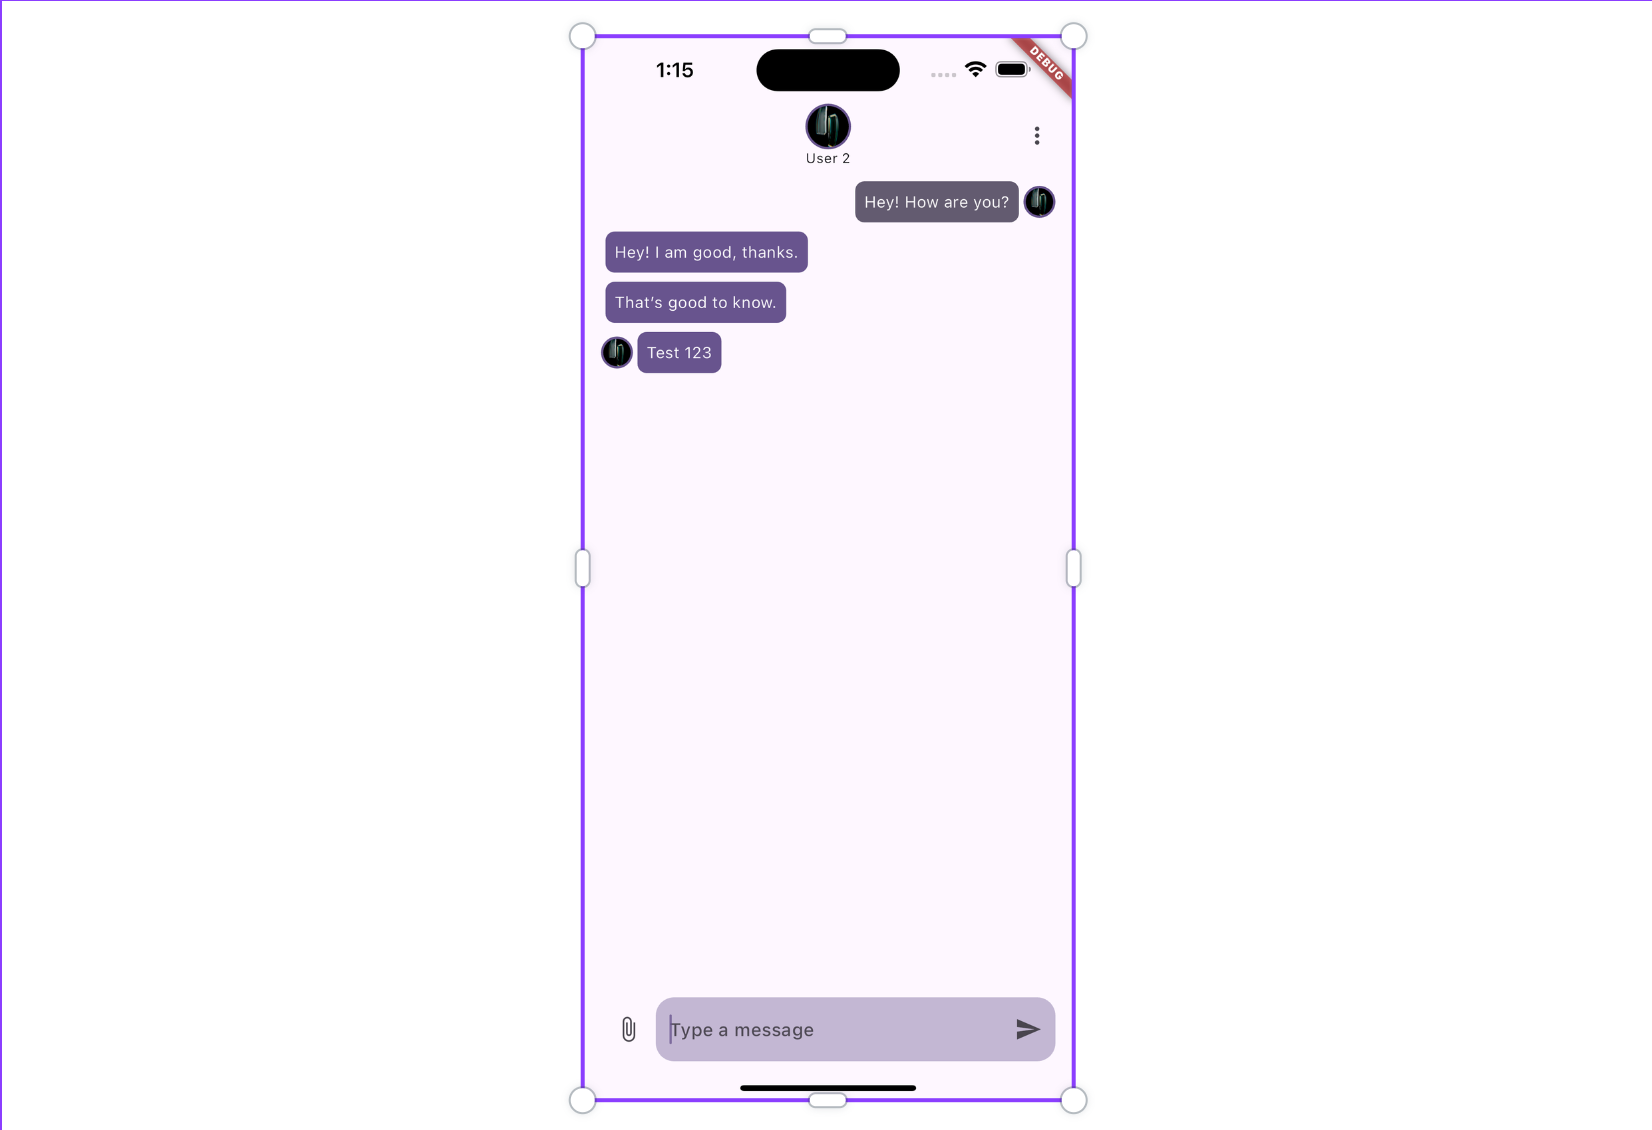 1:15
DEBUG
User 2
Hey! How are you?
Hey! I am good, thanks.
That's good to know.
Test 123
Type a message